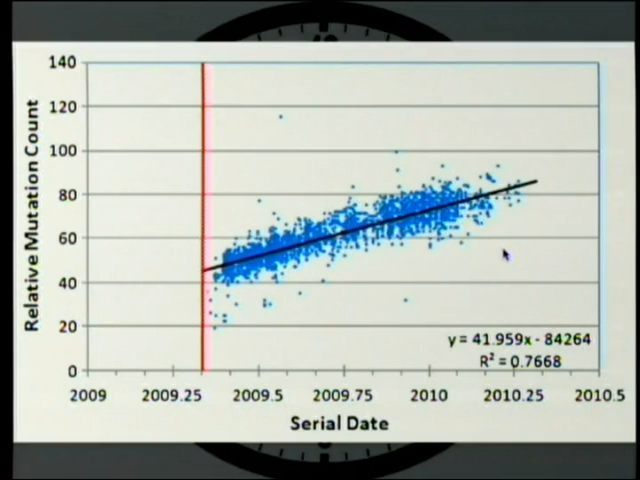 140
120
100
80
60
40
20
0
Relative Mutation Count
y = 41.959x - 84264
R² = 0.7668
2009 2009.25 2009.5 2009.75 2010 2010.25 2010.5
Serial Date